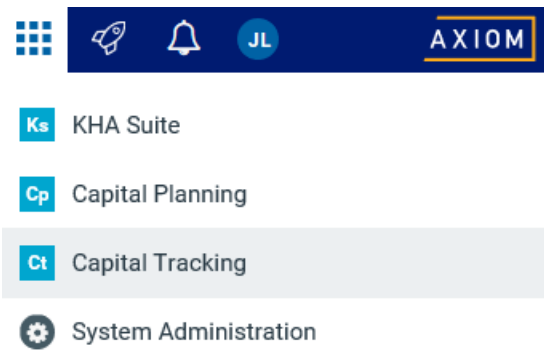 JL AXIOM
Ks KHA Suite
Cp Capital Planning
Ct Capital Tracking
System Administration